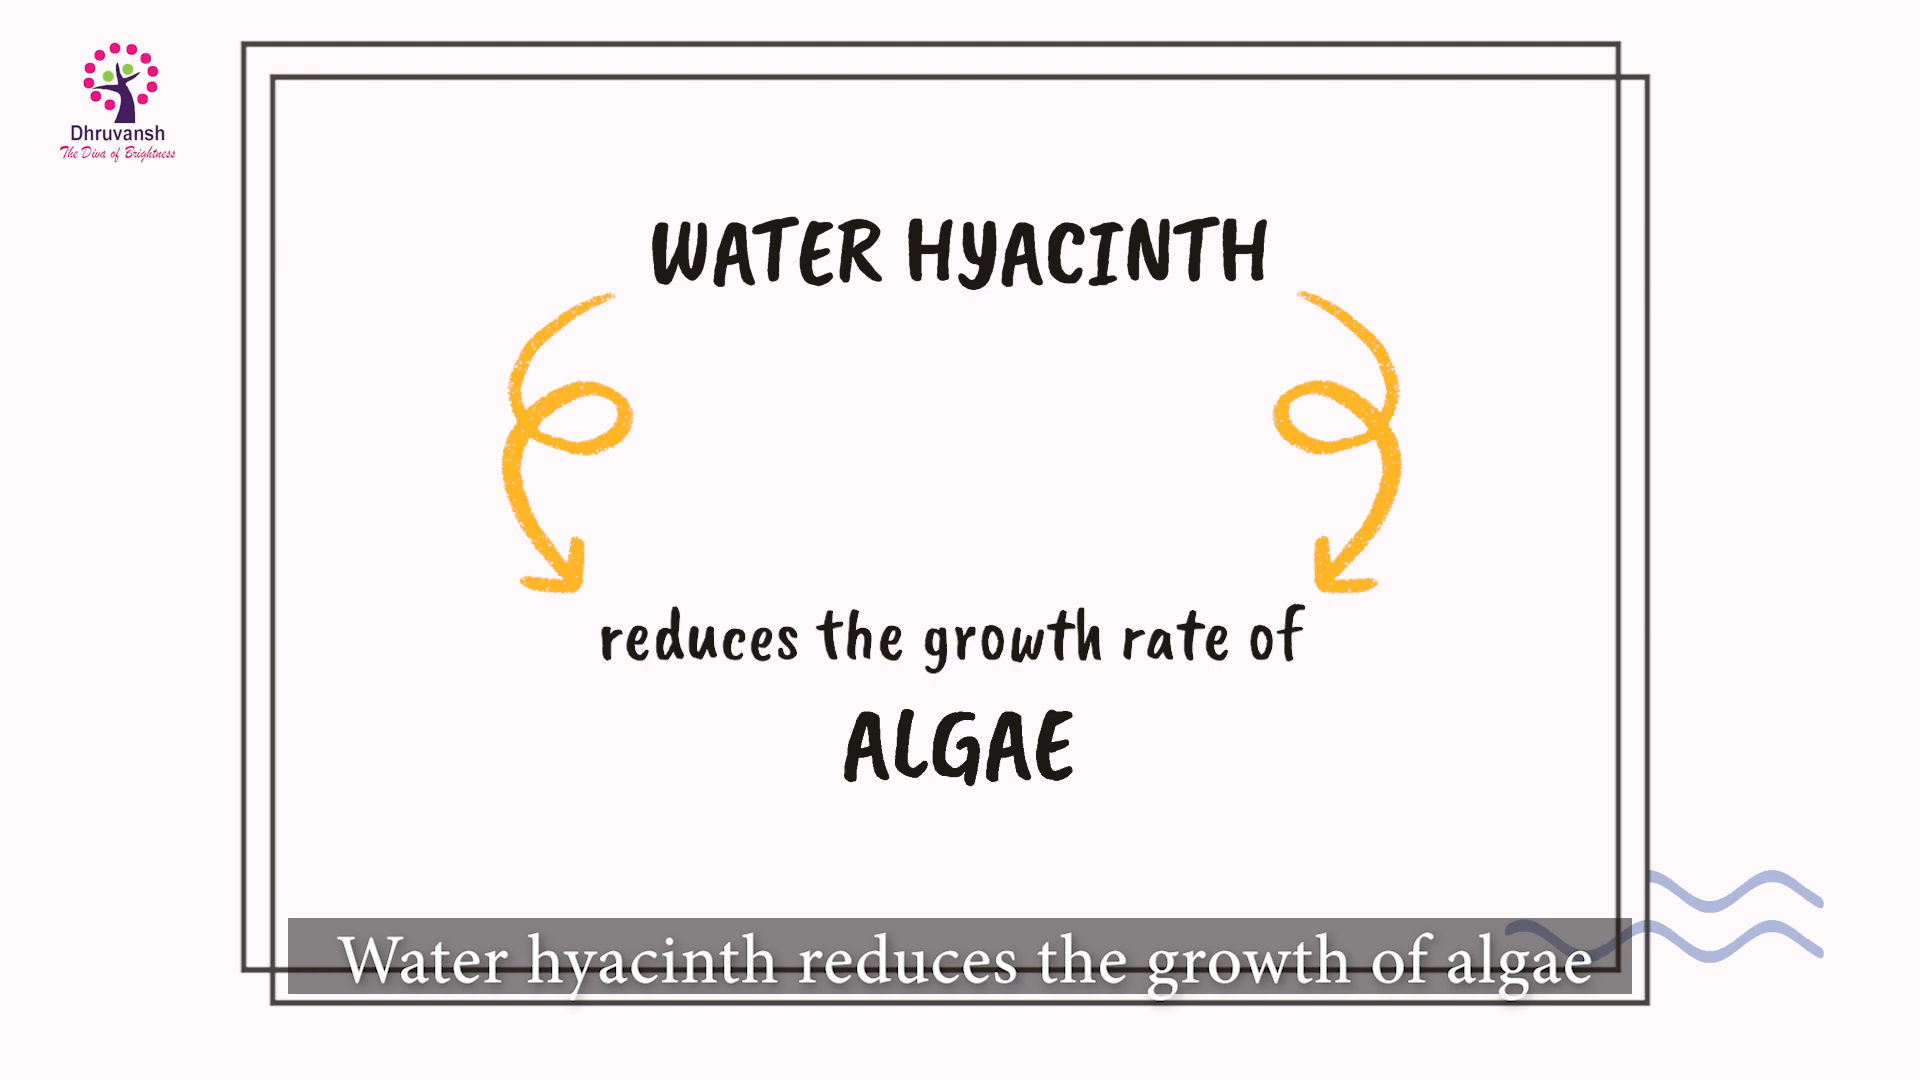 Dhruvansh
The Diva of Brightness
WATER HYACINTH
reduces the growth rate of
ALGAE
Water hyacinth reduces the growth of algae